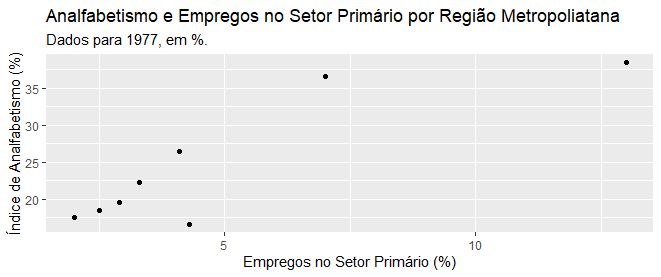 Analfabetismo e Empregos no Setor Primário por Região Metropoliatana
Dados para 1977, em %.
Índice de Analfabetismo (%)
35
30
25
20
5
10
Empregos no Setor Primário (%)